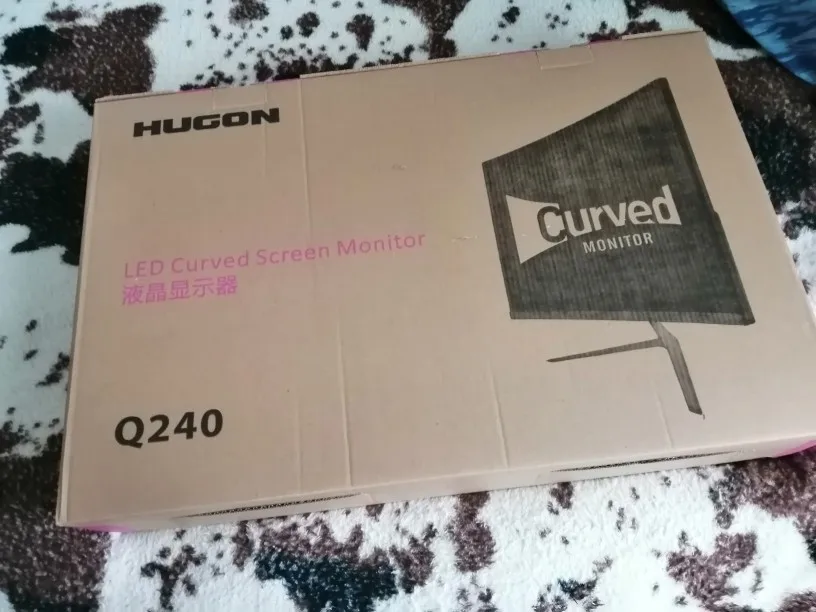 HUGON
LED Curved Screen Monitor
液晶显示器
Q240
Curved
MONITOR